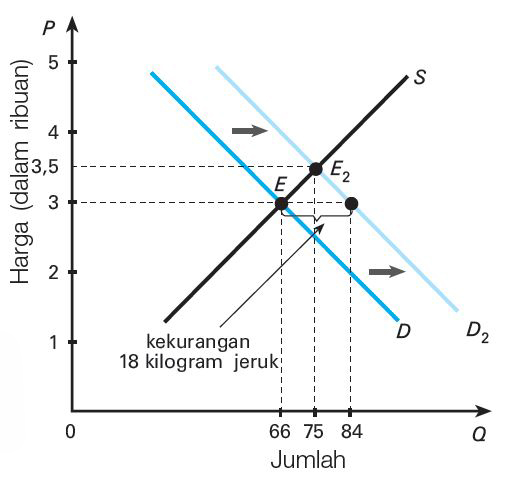 P
Harga (dalam ribuan)
5
4
3,5
3
2
1
0
S
E
E2
D
D2
kekurangan
18 kilogram jeruk
66 75 84
Q
Jumlah